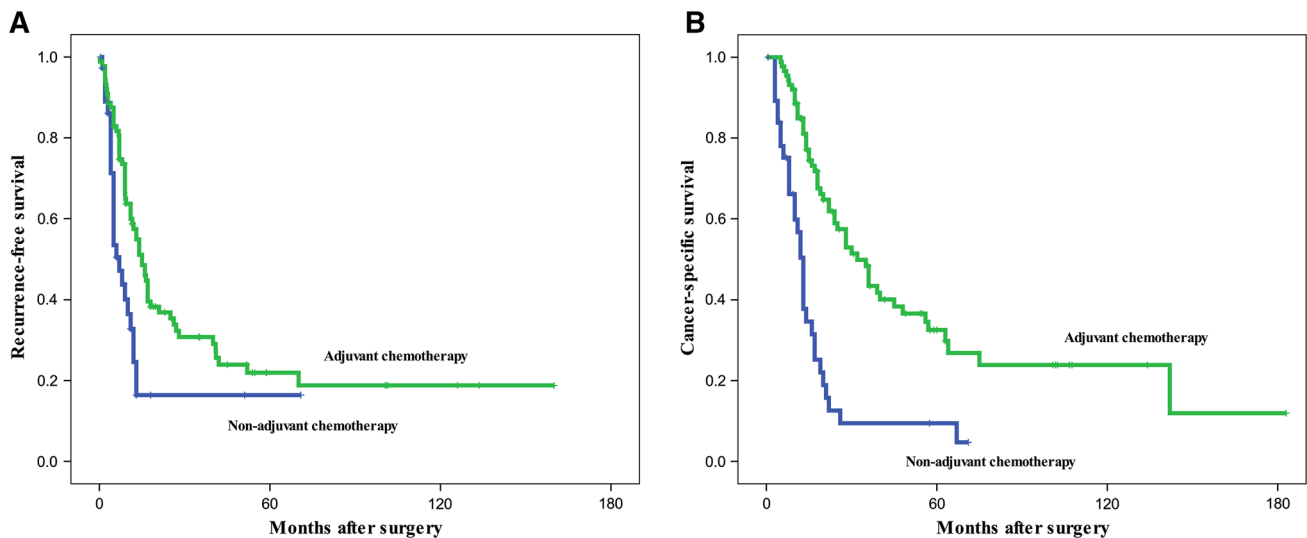 A
Recurrence-free survival
1.0
0.8
0.6
0.4
0.2
0.0
Adjuvant chemotherapy
Non-adjuvant chemotherapy
0 60 120 180
Months after surgery
B
Cancer-specific survival
1.0
0.8
0.6
0.4
0.2
0.0
Adjuvant chemotherapy
Non-adjuvant chemotherapy
0 60 120 180
Months after surgery